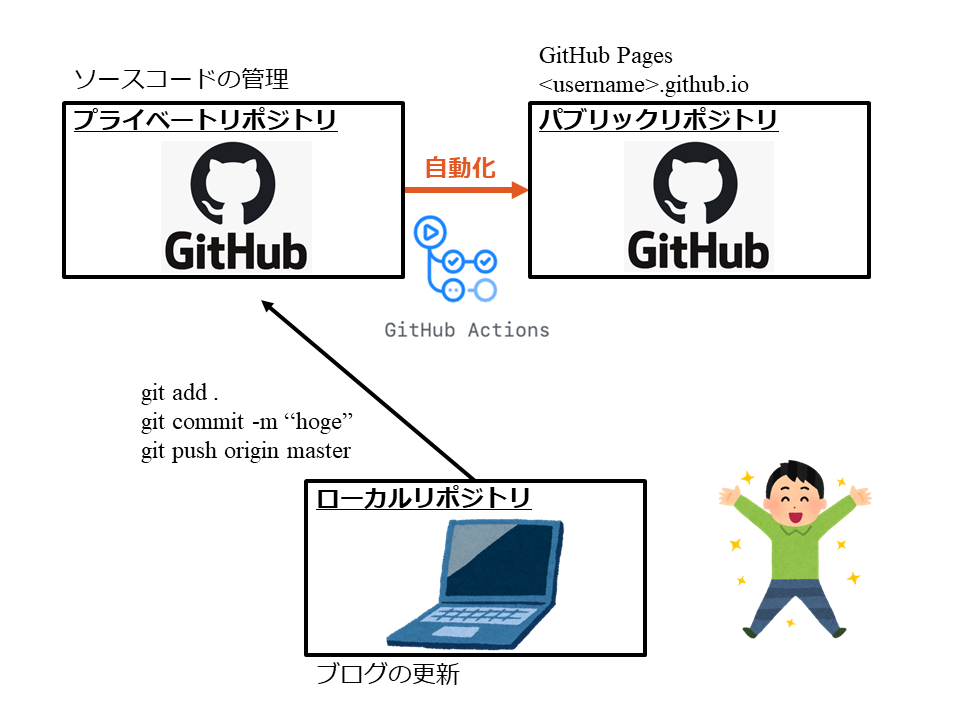 ソースコードの管理
プライベートリポジトリ
GitHub
自動化
GitHub Actions
GitHub Pages
<username>.github.io
パブリックリポジトリ
GitHub
git add .
git commit -m “hoge”
git push origin master
ローカルリポジトリ
ブログの更新